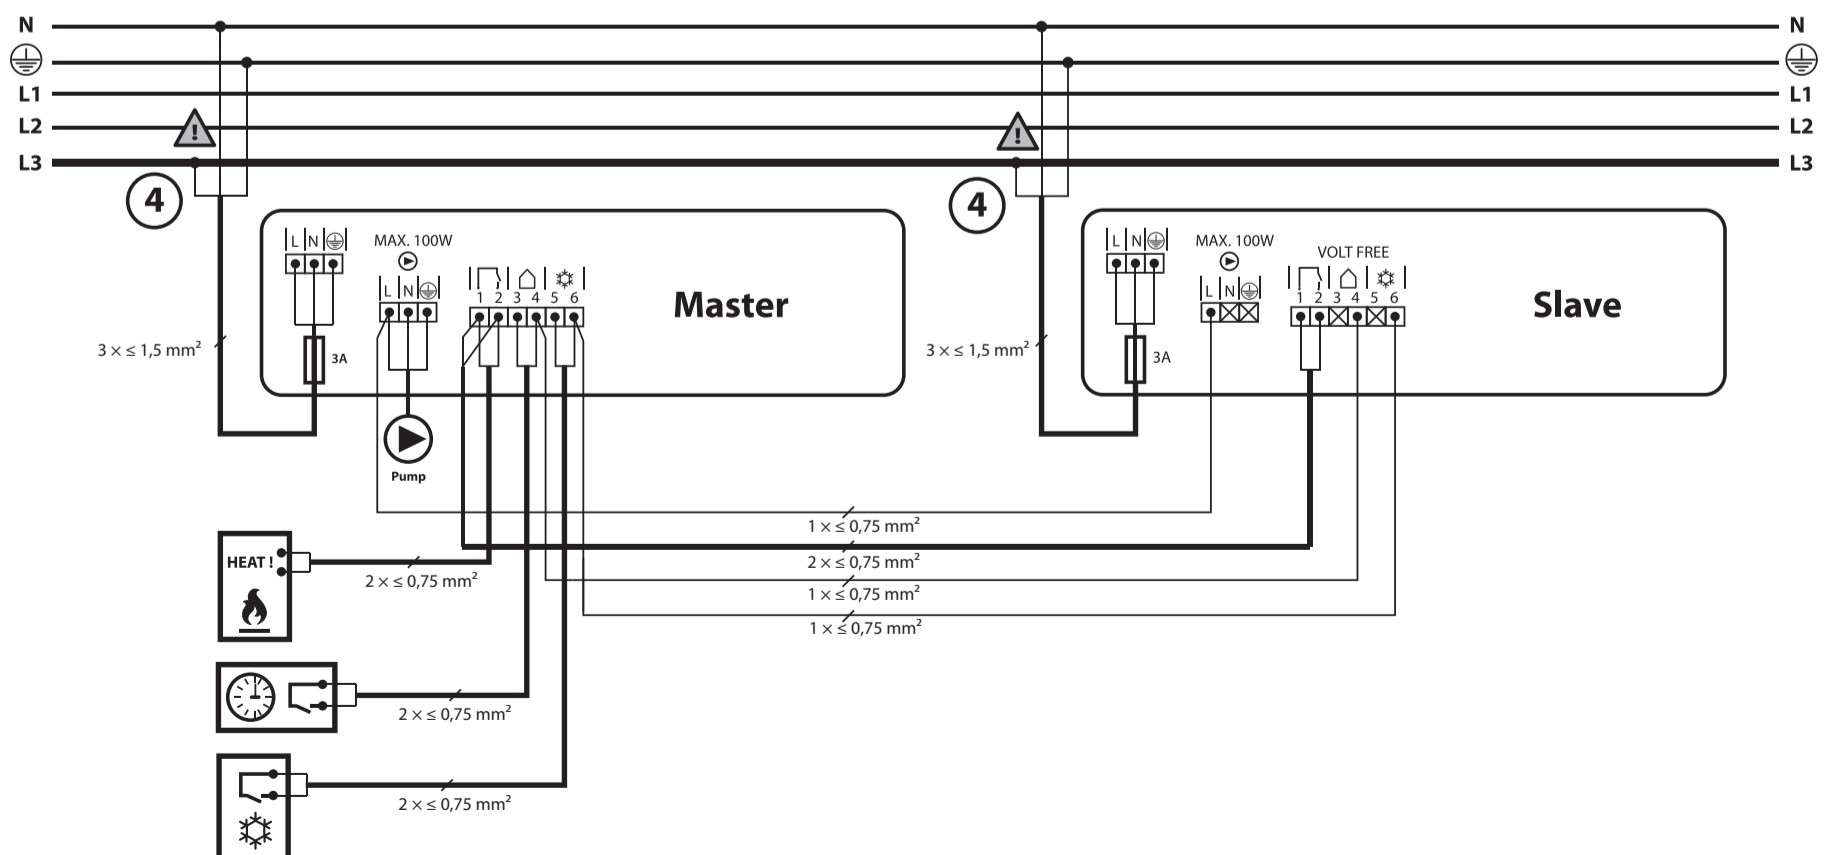 N N
L1 L1
L2 ! ! L2
L3 L3
4 4
L N MAX. 100W
L N
1 2 3 4 5 6
Master
3 × ≤ 1,5 mm²
3A
Pump
L N MAX. 100W
VOLT FREE
L N
1 2 3 4 5 6
Slave
3 × ≤ 1,5 mm²
3A
1 × ≤ 0,75 mm²
2 × ≤ 0,75 mm²
1 × ≤ 0,75 mm²
1 × ≤ 0,75 mm²
HEAT !
2 × ≤ 0,75 mm²
2 × ≤ 0,75 mm²
2 × ≤ 0,75 mm²